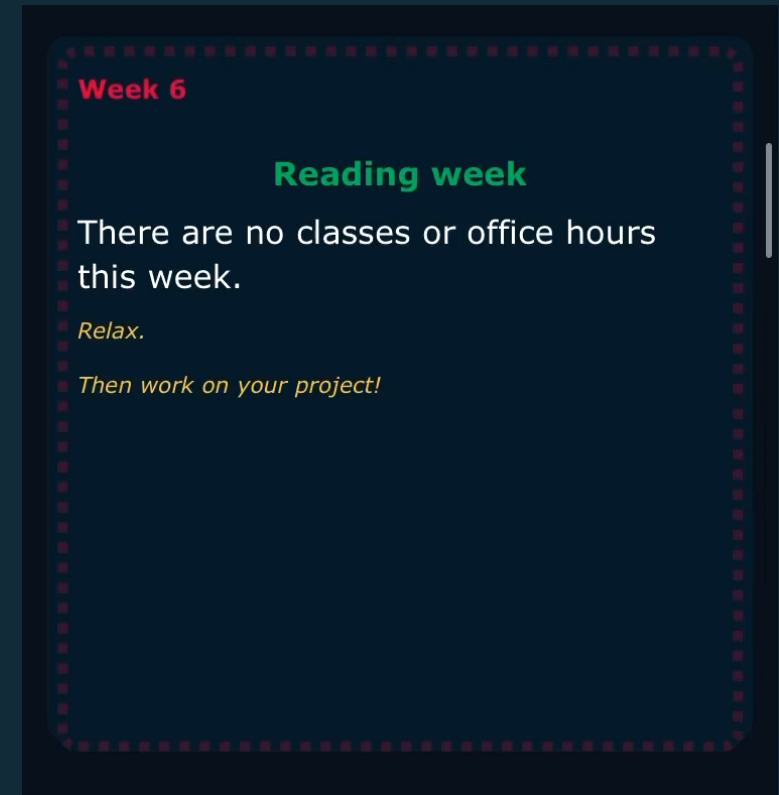 Week 6
Reading week
There are no classes or office hours
this week.
Relax.
Then work on your project!